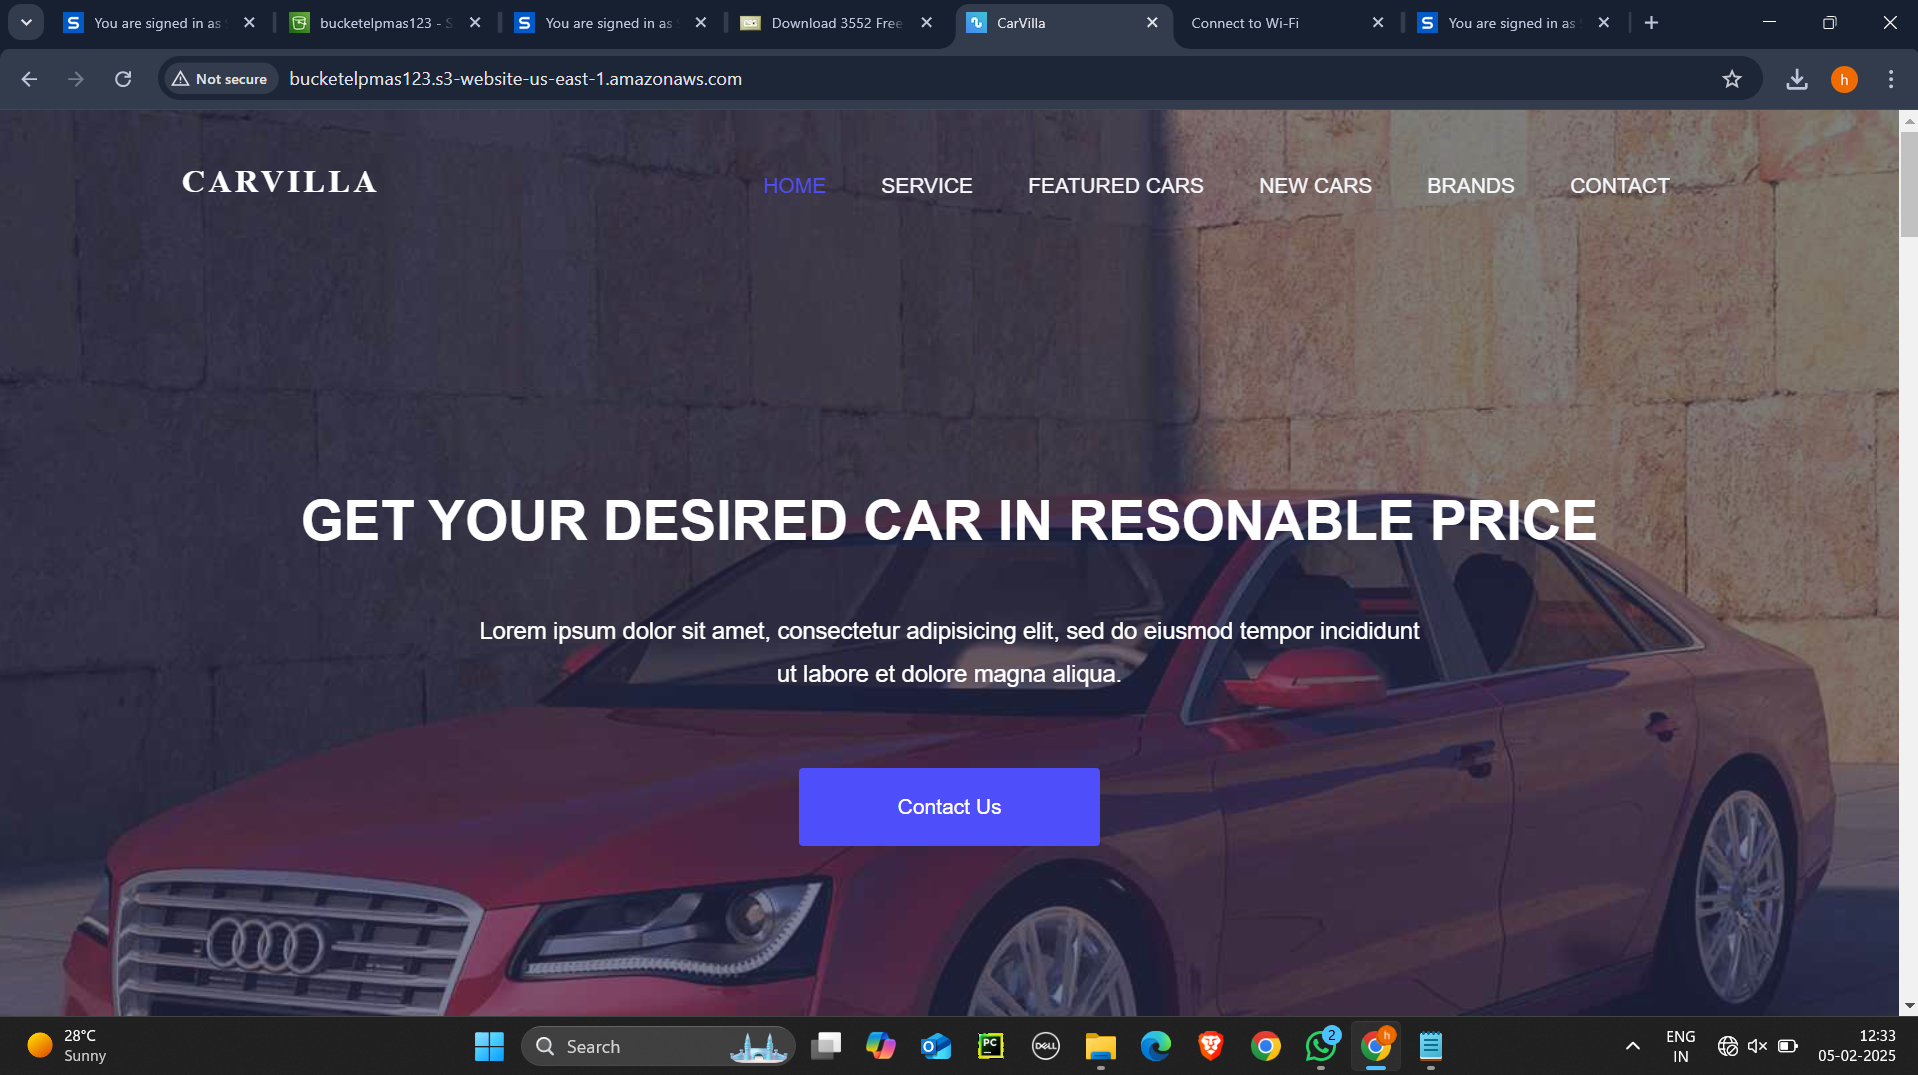 You are signed in as
bucketelpmas123 - S
You are signed in as
Download 3552 Free
CarVilla
Connect to Wi-Fi
You are signed in as
Not secure
bucketelpmas123.s3-website-us-east-1.amazonaws.com
h
CARVILLA
HOME SERVICE FEATURED CARS NEW CARS BRANDS CONTACT
GET YOUR DESIRED CAR IN RESONABLE PRICE
Lorem ipsum dolor sit amet, consectetur adipisicing elit, sed do eiusmod tempor incididunt
ut labore et dolore magna aliqua.
Contact Us
28°C
Sunny
Search
PC
DELL
2
h
ENG
IN
12:33
05-02-2025